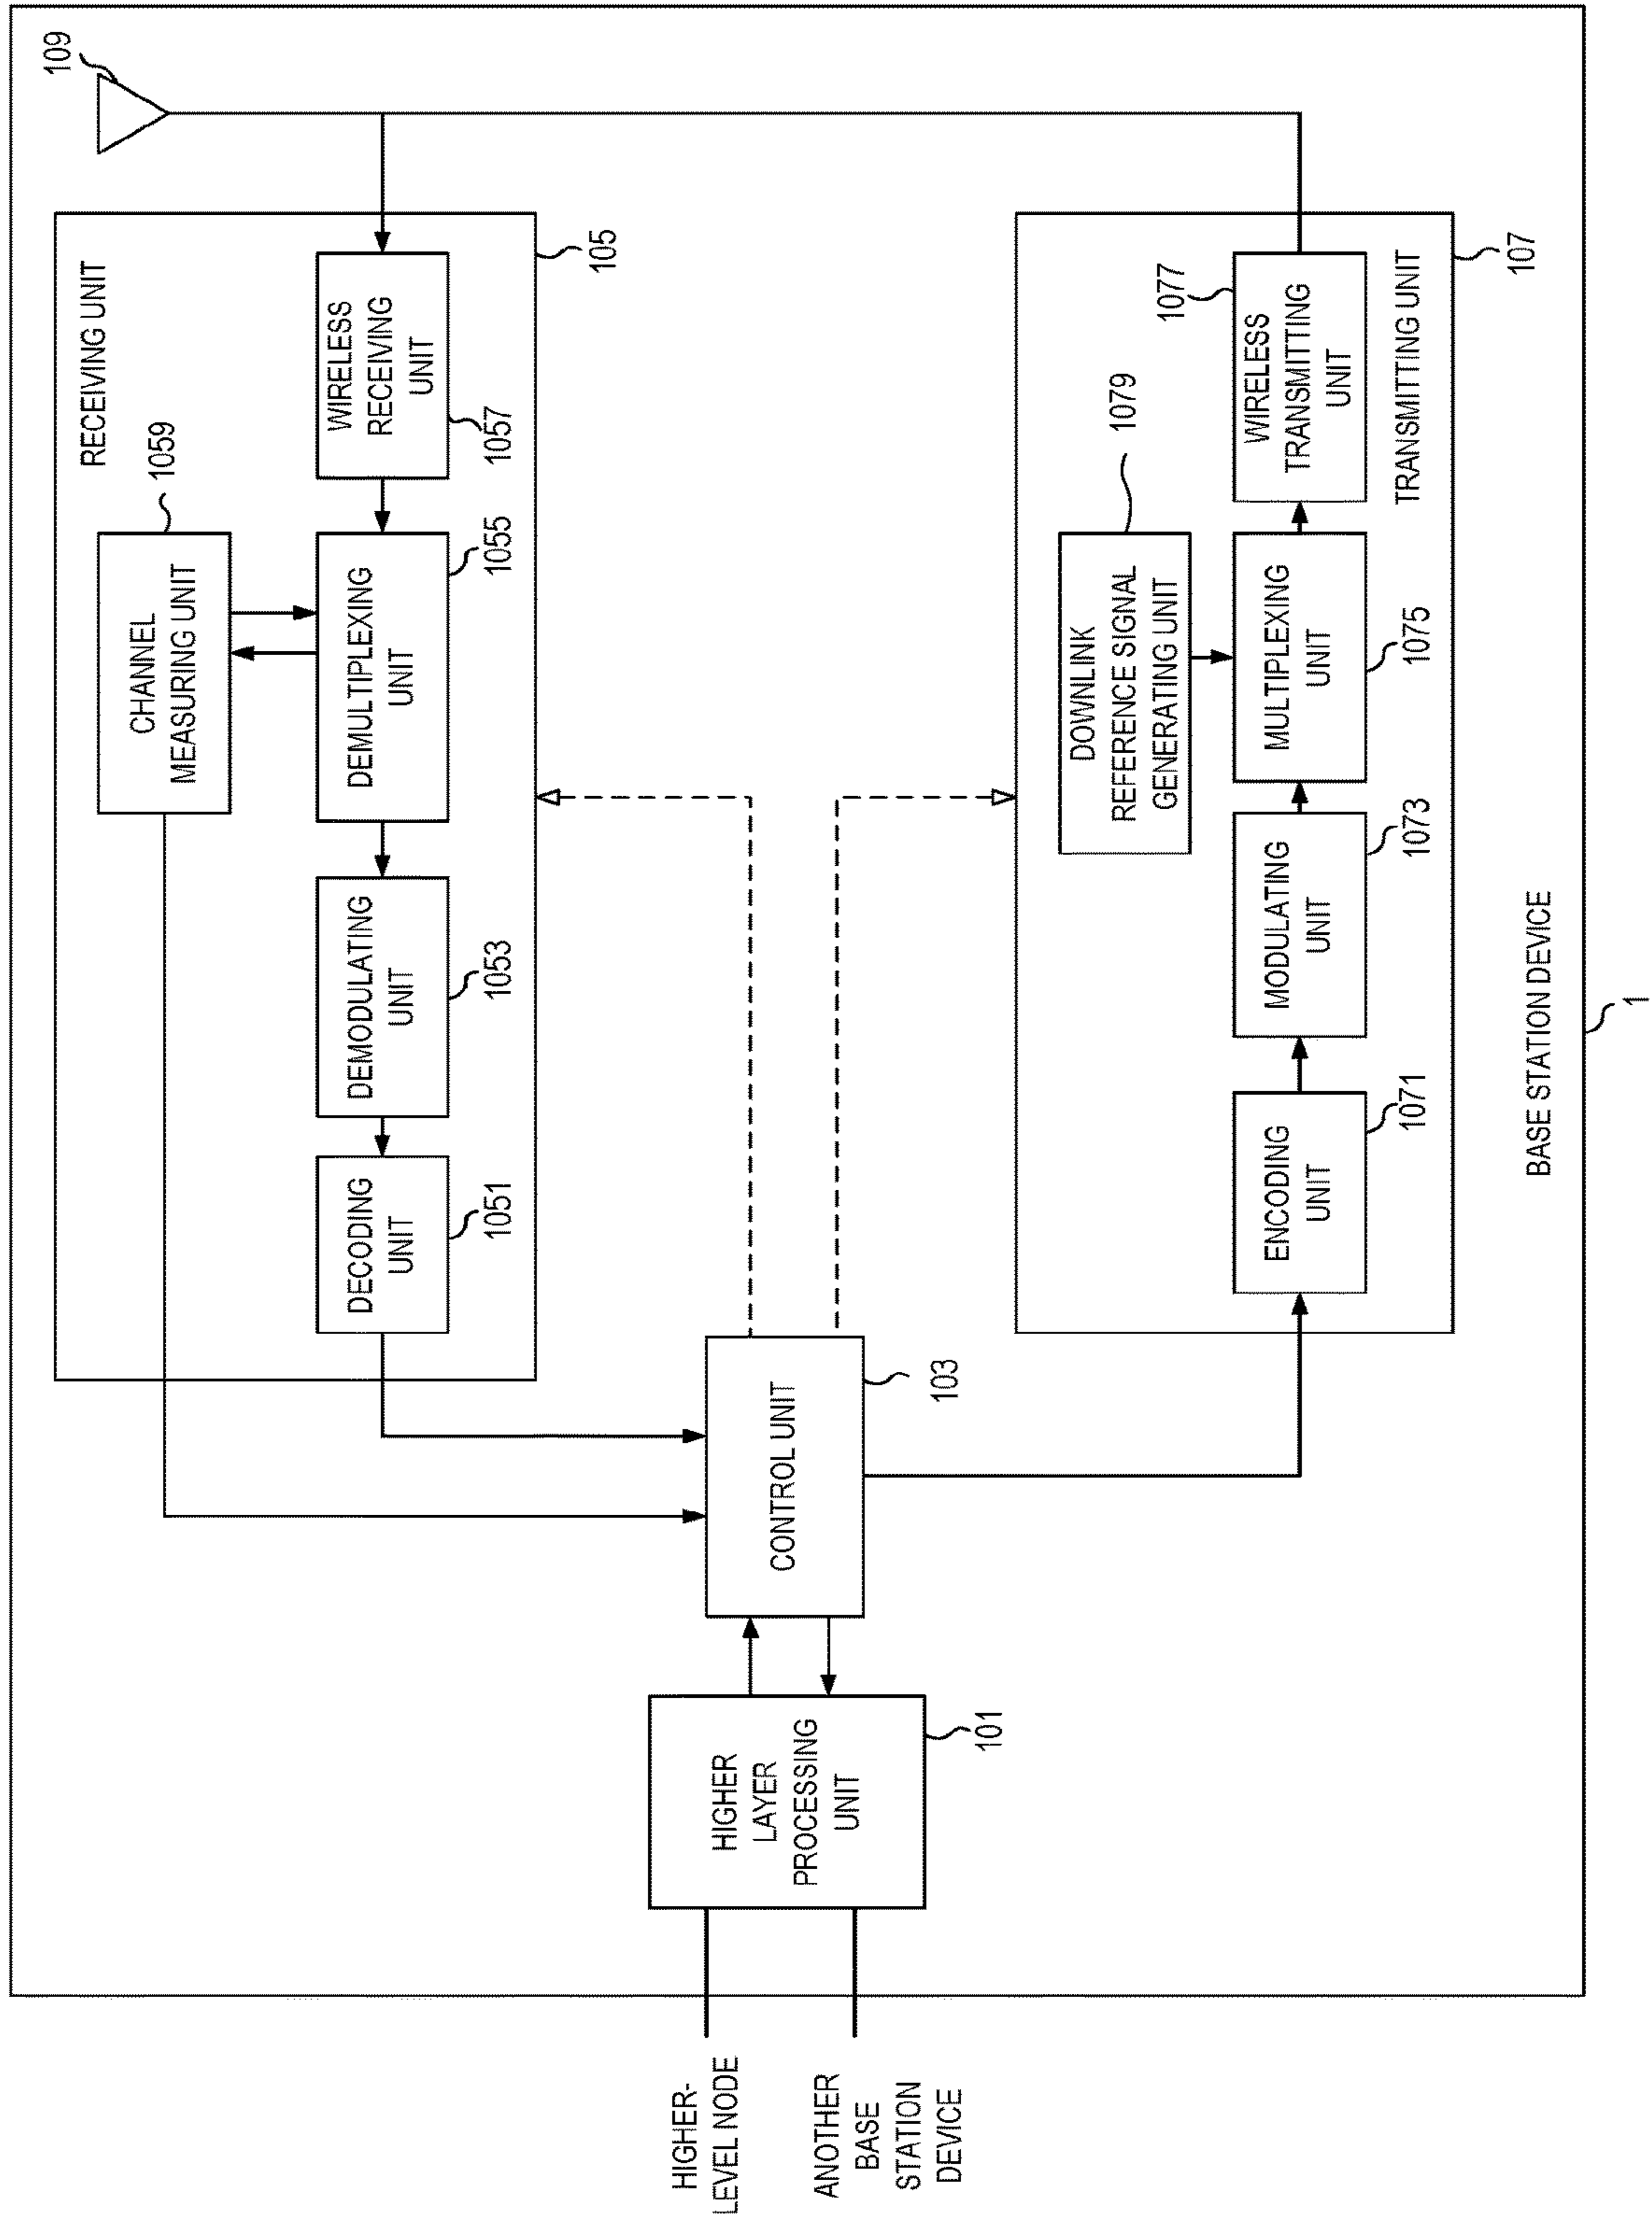 109
RECEIVING UNIT
105
CHANNEL
MEASURING UNIT
1059
WIRELESS
RECEIVING
UNIT
1057
DEMULTIPLEXING
UNIT
1055
DEMODULATING
UNIT
1053
DECODING
UNIT
1051
HIGHER-
LEVEL NODE
ANOTHER
BASE
STATION
DEVICE
HIGHER
LAYER
PROCESSING
UNIT
101
CONTROL UNIT
103
DOWNLINK
REFERENCE SIGNAL
GENERATING UNIT
1079
ENCODING
UNIT
1071
MODULATING
UNIT
1073
MULTIPLEXING
UNIT
1075
WIRELESS
TRANSMITTING
UNIT
1077
TRANSMITTING UNIT
107
BASE STATION DEVICE
1